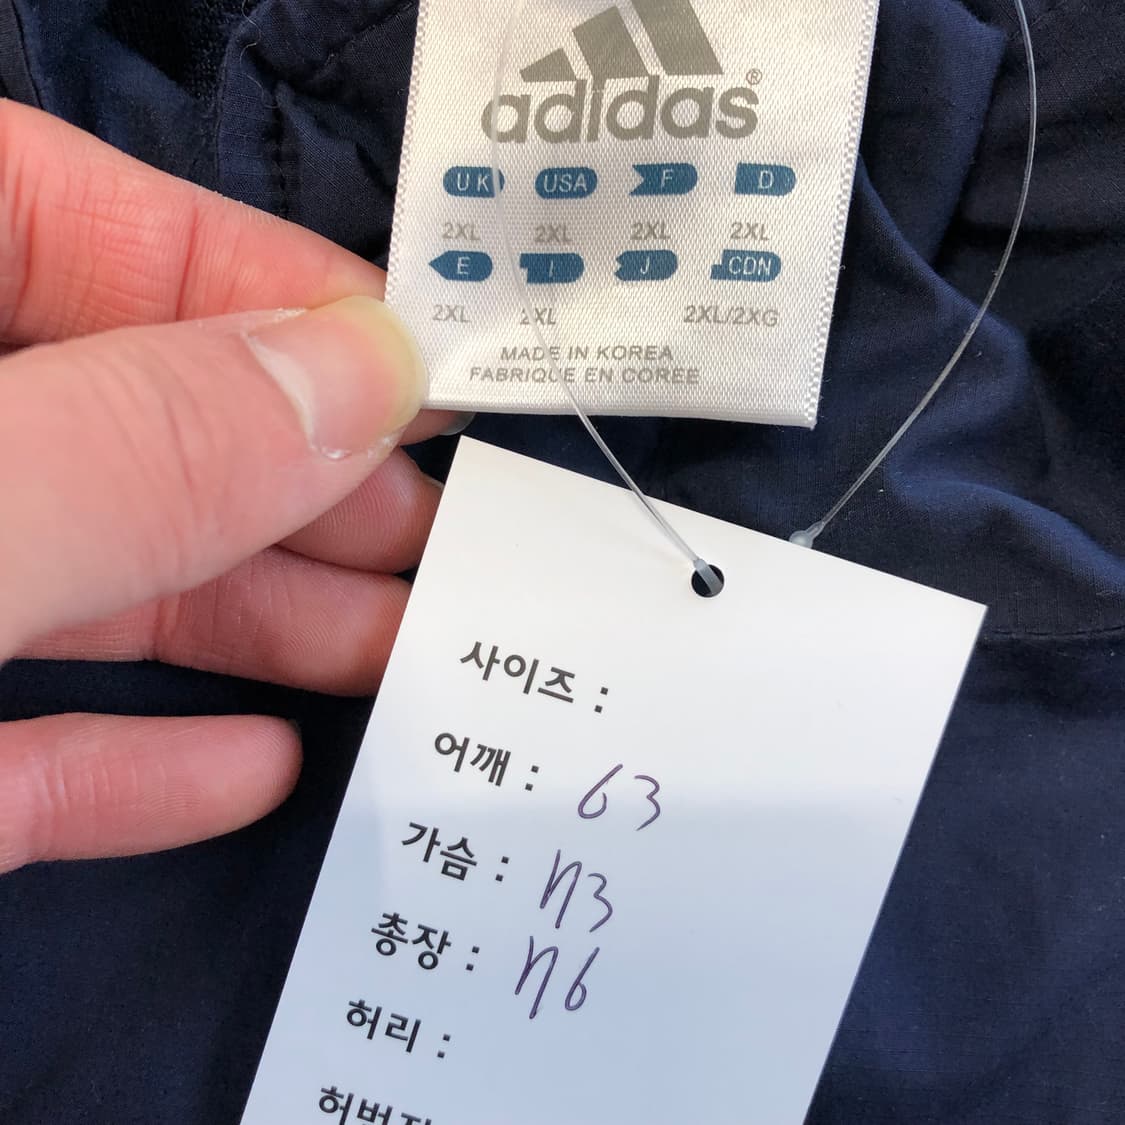 adidas®
UK USA F D
2XL 2XL 2XL 2XL
E I J CDN
2XL 2XL 2XL/2XG
MADE IN KOREA
FABRIQUE EN COREE
사이즈 :
어깨 : 63
가슴 : 73
총장 : 76
허리 :